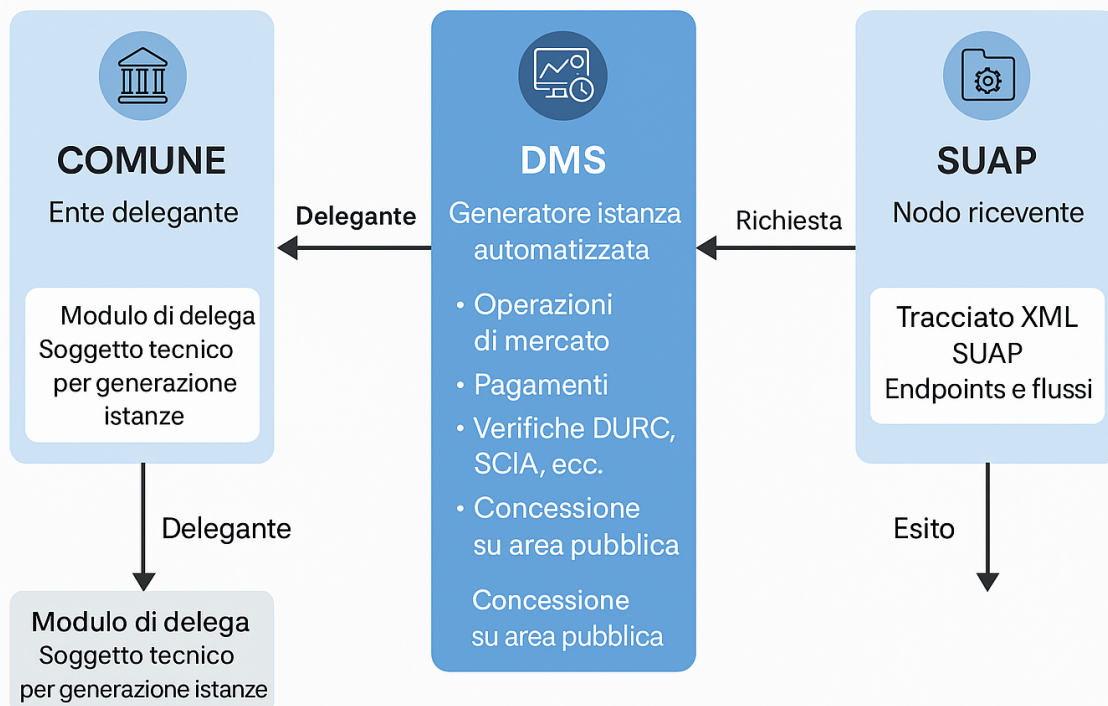 COMUNE
Ente delegante
Modulo di delega
Soggetto tecnico
per generazione
istanze
Delegante
Modulo di delega
Soggetto tecnico
per generazione istanze
Delegante
DMS
Generatore istanza
automatizzata
• Operazioni
di mercato
• Pagamenti
• Verifiche DURC,
SCIA, ecc.
• Concessione
su area pubblica
Concessione
su area pubblica
Richiesta
SUAP
Nodo ricevente
Tracciato XML
SUAP
Endpoints e flussi
Esito